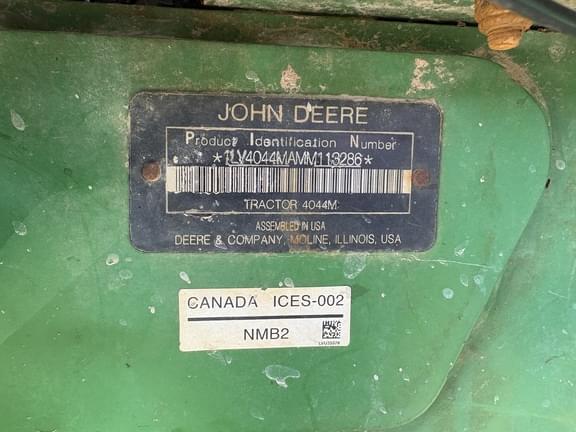 JOHN DEERE
Product Identification Number
*1LV4044MAMM113286*
TRACTOR 4044M
ASSEMBLED IN USA
DEERE & COMPANY, MOLINE, ILLINOIS, USA
CANADA ICES-002
NMB2